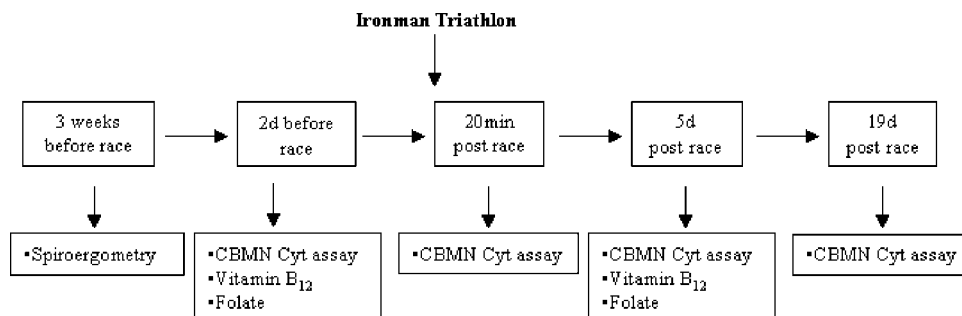 Ironman Triathlon
3 weeks
before race
2d before
race
20min
post race
5d
post race
19d
post race
▪Spiroergometry
▪CBMN Cyt assay
▪Vitamin B₁₂
▪Folate
▪CBMN Cyt assay
▪CBMN Cyt assay
▪Vitamin B₁₂
▪Folate
▪CBMN Cyt assay